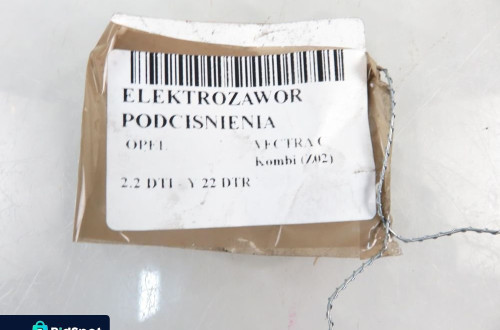 ELEKTROZAWOR
PODCISNIENIA
OPEL VECTRA C
Kombi (Z02)
2.2 DTI - Y 22 DTR